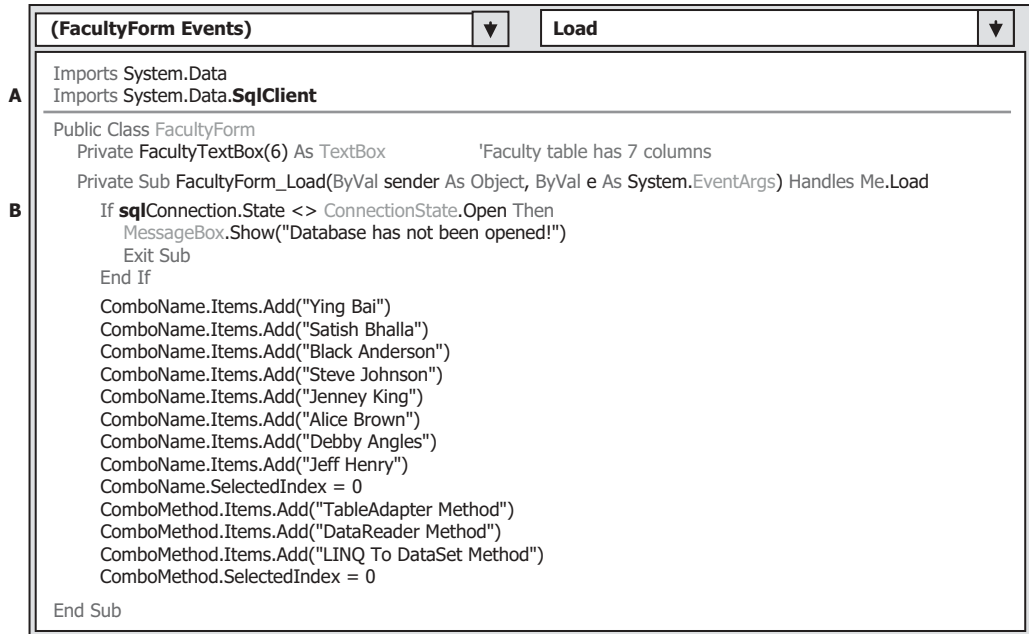 (FacultyForm Events) Load
Imports System.Data
A Imports System.Data.SqlClient
Public Class FacultyForm
Private FacultyTextBox(6) As TextBox 'Faculty table has 7 columns
Private Sub FacultyForm_Load(ByVal sender As Object, ByVal e As System.EventArgs) Handles Me.Load
B If sqlConnection.State <> ConnectionState.Open Then
MessageBox.Show("Database has not been opened!")
Exit Sub
End If
ComboName.Items.Add("Ying Bai")
ComboName.Items.Add("Satish Bhalla")
ComboName.Items.Add("Black Anderson")
ComboName.Items.Add("Steve Johnson")
ComboName.Items.Add("Jenney King")
ComboName.Items.Add("Alice Brown")
ComboName.Items.Add("Debby Angles")
ComboName.Items.Add("Jeff Henry")
ComboName.SelectedIndex = 0
ComboMethod.Items.Add("TableAdapter Method")
ComboMethod.Items.Add("DataReader Method")
ComboMethod.Items.Add("LINQ To DataSet Method")
ComboMethod.SelectedIndex = 0
End Sub